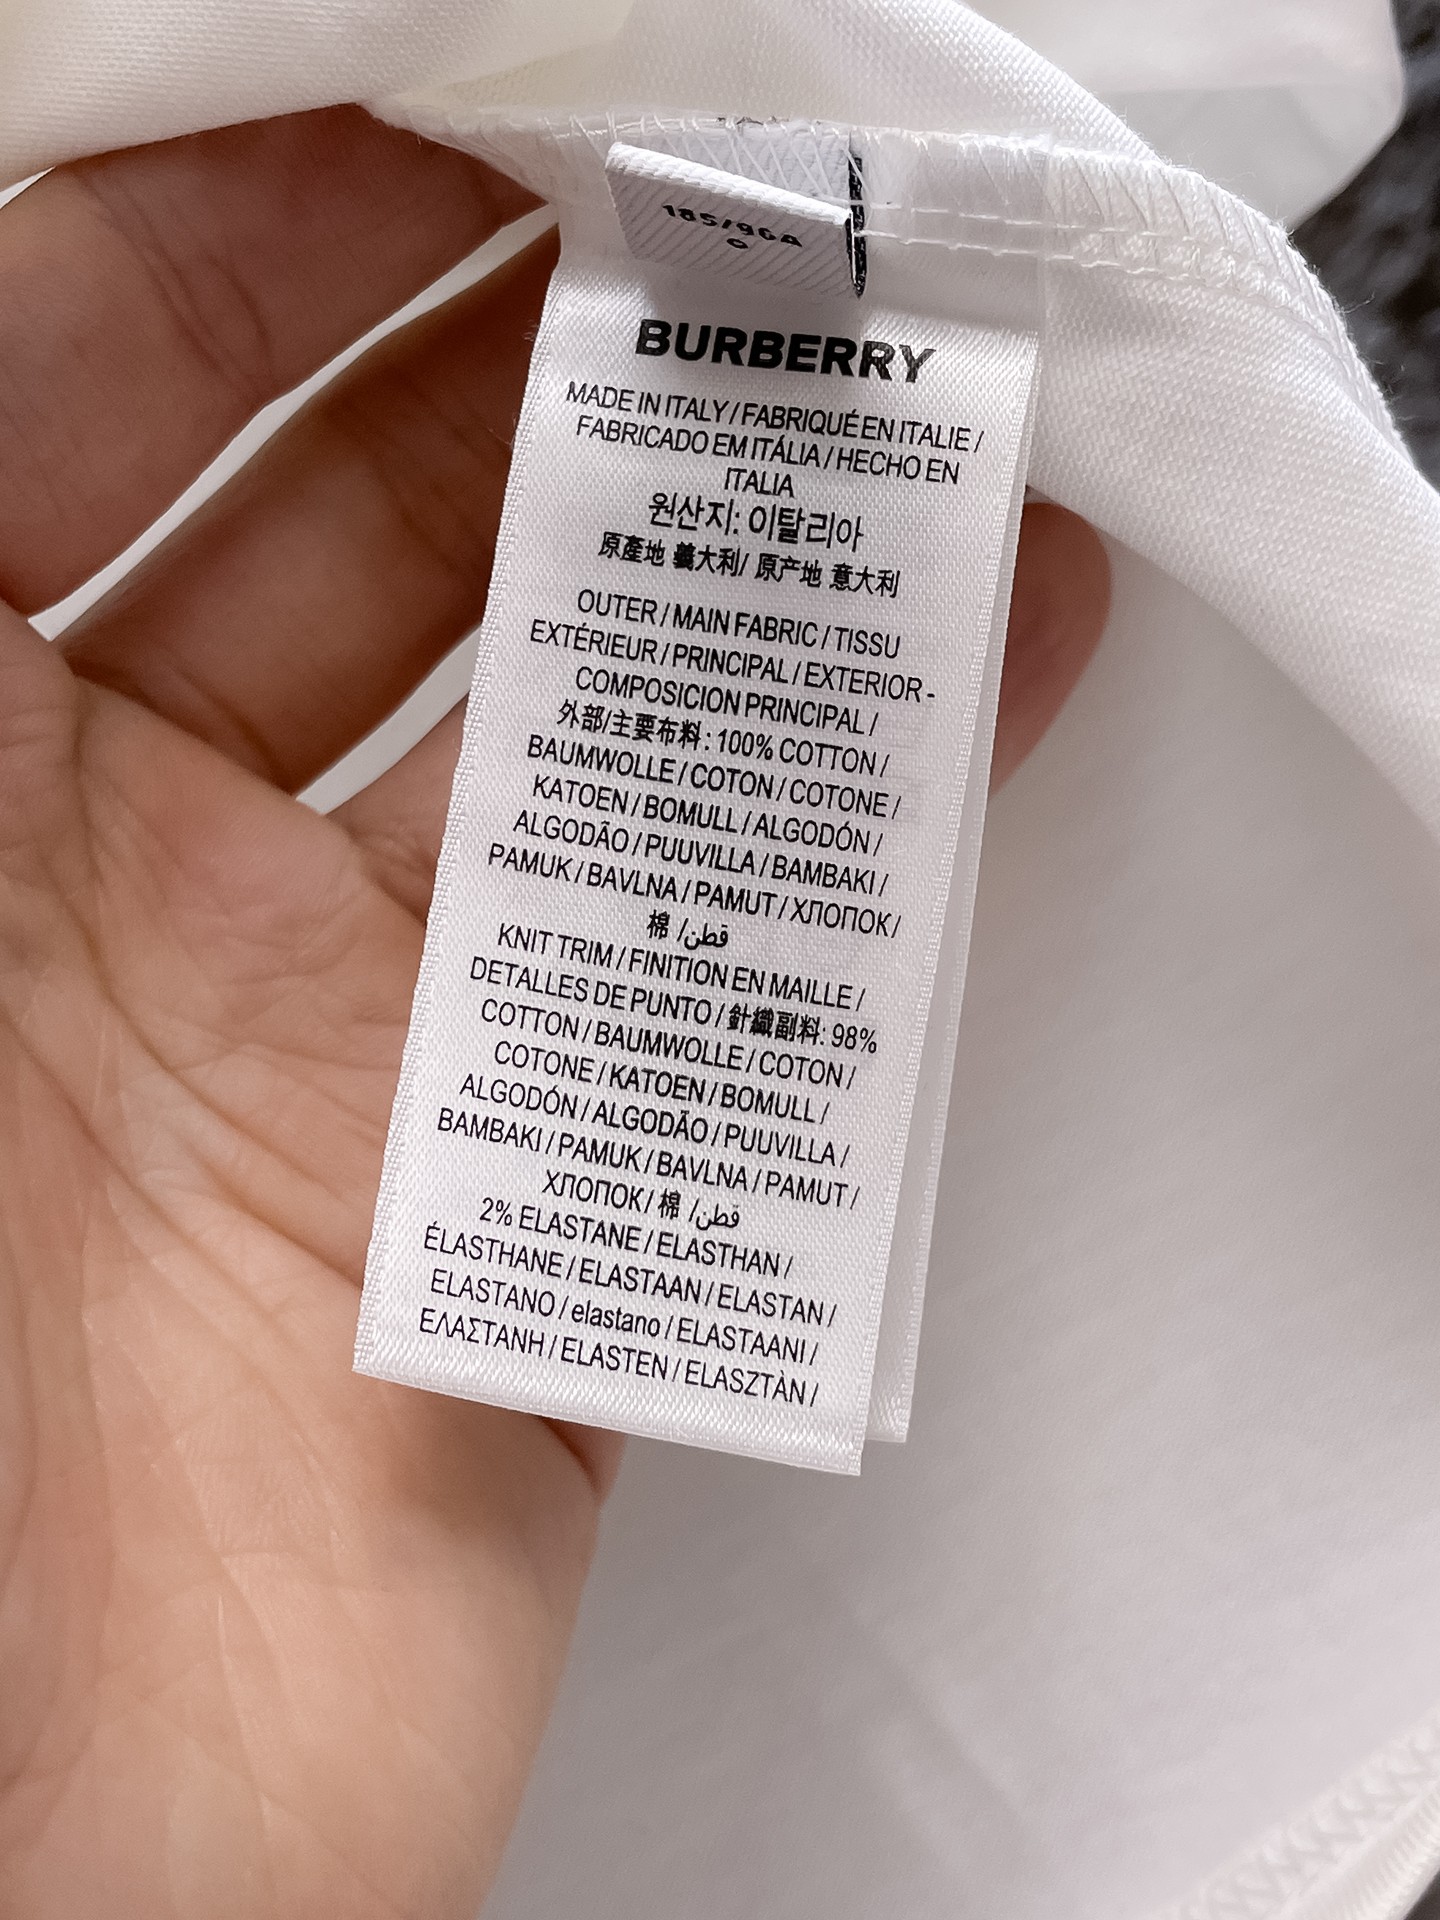 185/96A
BURBERRY
MADE IN ITALY / FABRIQUÉ EN ITALIE /
FABRICADO EM ITÁLIA / HECHO EN
ITALIA
원산지: 이탈리아
原產地 義大利/ 原产地 意大利
OUTER / MAIN FABRIC / TISSU
EXTÉRIEUR / PRINCIPAL / EXTERIOR -
COMPOSICION PRINCIPAL /
外部/主要布料 : 100% COTTON /
BAUMWOLLE / COTON / COTONE /
KATOEN / BOMULL / ALGODÓN /
ALGODÃO / PUUVILLA / BAMBAKI /
PAMUK / BAVLNA / PAMUT / ХЛОПОК /
棉 /قطن
KNIT TRIM / FINITION EN MAILLE /
DETALLES DE PUNTO / 針織副料: 98%
COTTON / BAUMWOLLE / COTON /
COTONE / KATOEN / BOMULL /
ALGODÓN / ALGODÃO / PUUVILLA /
BAMBAKI / PAMUK / BAVLNA / PAMUT /
ХЛОПОК / 棉 /قطن
2% ELASTANE / ELASTHAN /
ÉLASTHANE / ELASTAAN / ELASTAN /
ELASTANO / elastano / ELASTAANI /
ΕΛΑΣΤΑΝΗ / ELASTEN / ELASZTÀN /